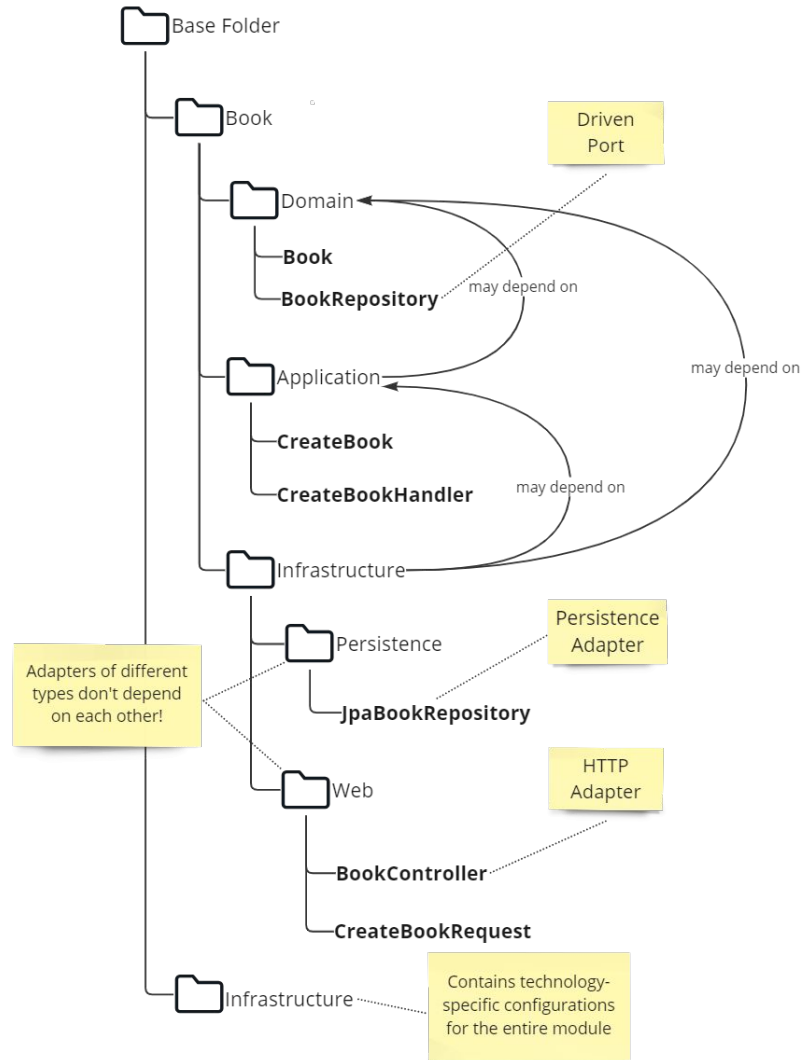 Base Folder
Book
Driven
Port
Domain
Book
may depend on
BookRepository
may depend on
Application
CreateBook
may depend on
CreateBookHandler
Infrastructure
Persistence
Adapter
Persistence
Adapters of different
types don't depend
on each other!
JpaBookRepository
HTTP
Adapter
Web
BookController
CreateBookRequest
Contains technology-
specific configurations
for the entire module
Infrastructure